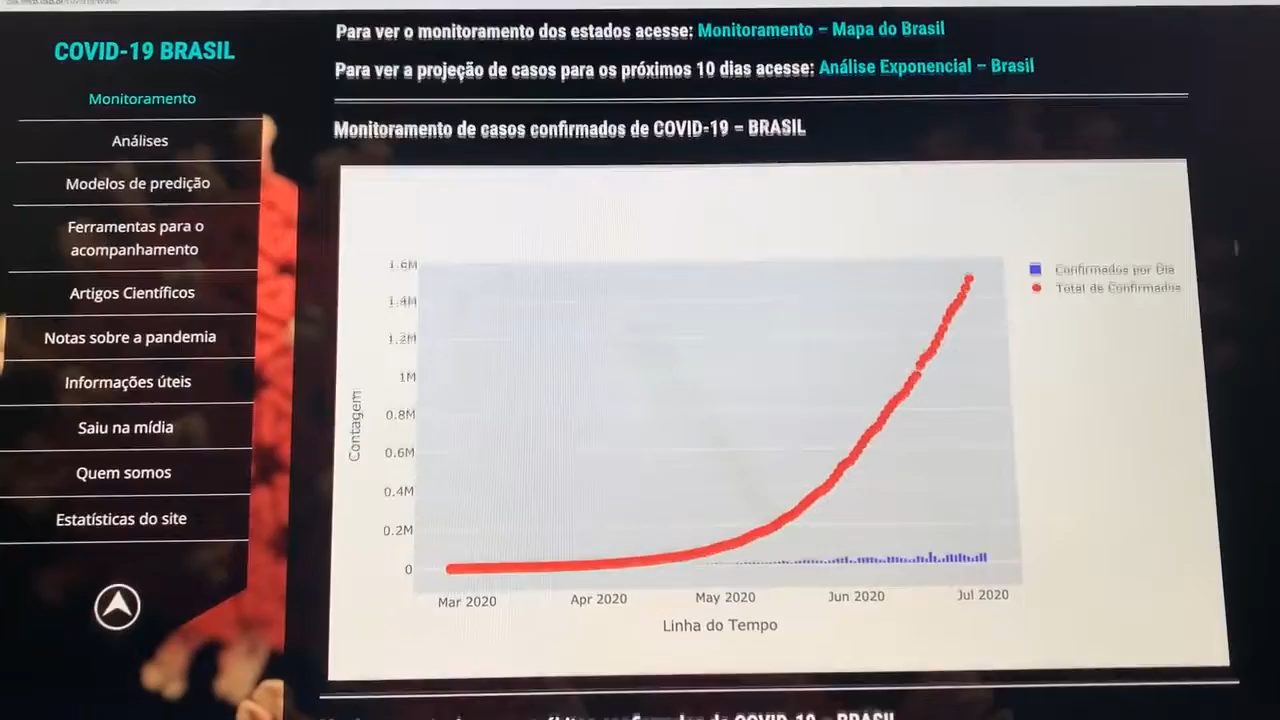 COVID-19 BRASIL
Monitoramento
Análises
Modelos de predição
Ferramentas para o
acompanhamento
Artigos Científicos
Notas sobre a pandemia
Informações úteis
Saiu na mídia
Quem somos
Estatísticas do site
Para ver o monitoramento dos estados acesse: Monitoramento – Mapa do Brasil
Para ver a projeção de casos para os próximos 10 dias acesse: Análise Exponencial – Brasil
Monitoramento de casos confirmados de COVID-19 – BRASIL
Confirmados por Dia
Total de Confirmados
1.6M
1.4M
1.2M
1M
0.8M
0.6M
0.4M
0.2M
0
Contagem
Mar 2020
Apr 2020
May 2020
Jun 2020
Jul 2020
Linha do Tempo
COVID-19 – BRASIL